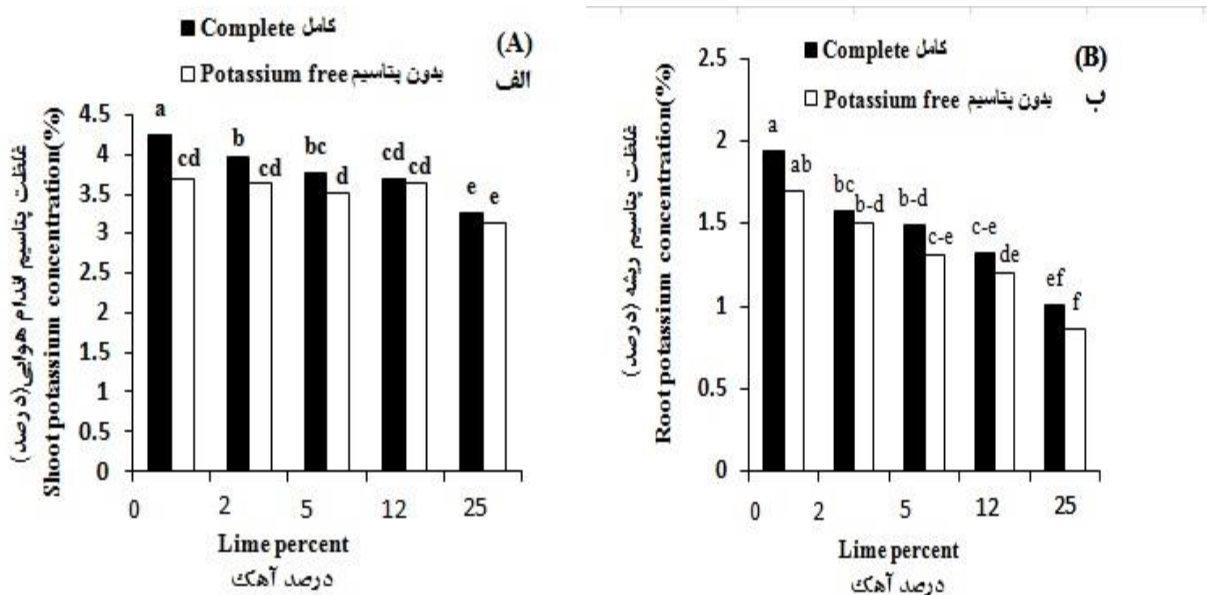 Complete کامل
Potassium free بدون پتاسیم
(A)
الف
غلظت پتاسیم اندام هوایی(درصد)
Shoot potassium concentration(%)
4.5
4
3.5
3
2.5
2
1.5
1
0.5
0
a
cd
b
cd
bc
d
cd
cd
e
e
0 2 5 12 25
Lime percent
درصد آهک
Complete کامل
Potassium free بدون پتاسیم
(B)
ب
غلظت پتاسیم ریشه (درصد)
Root potassium concentration(%)
2.5
2
1.5
1
0.5
0
a
ab
bc
b-d
b-d
c-e
c-e
de
ef
f
0 2 5 12 25
Lime percent
درصد آهک